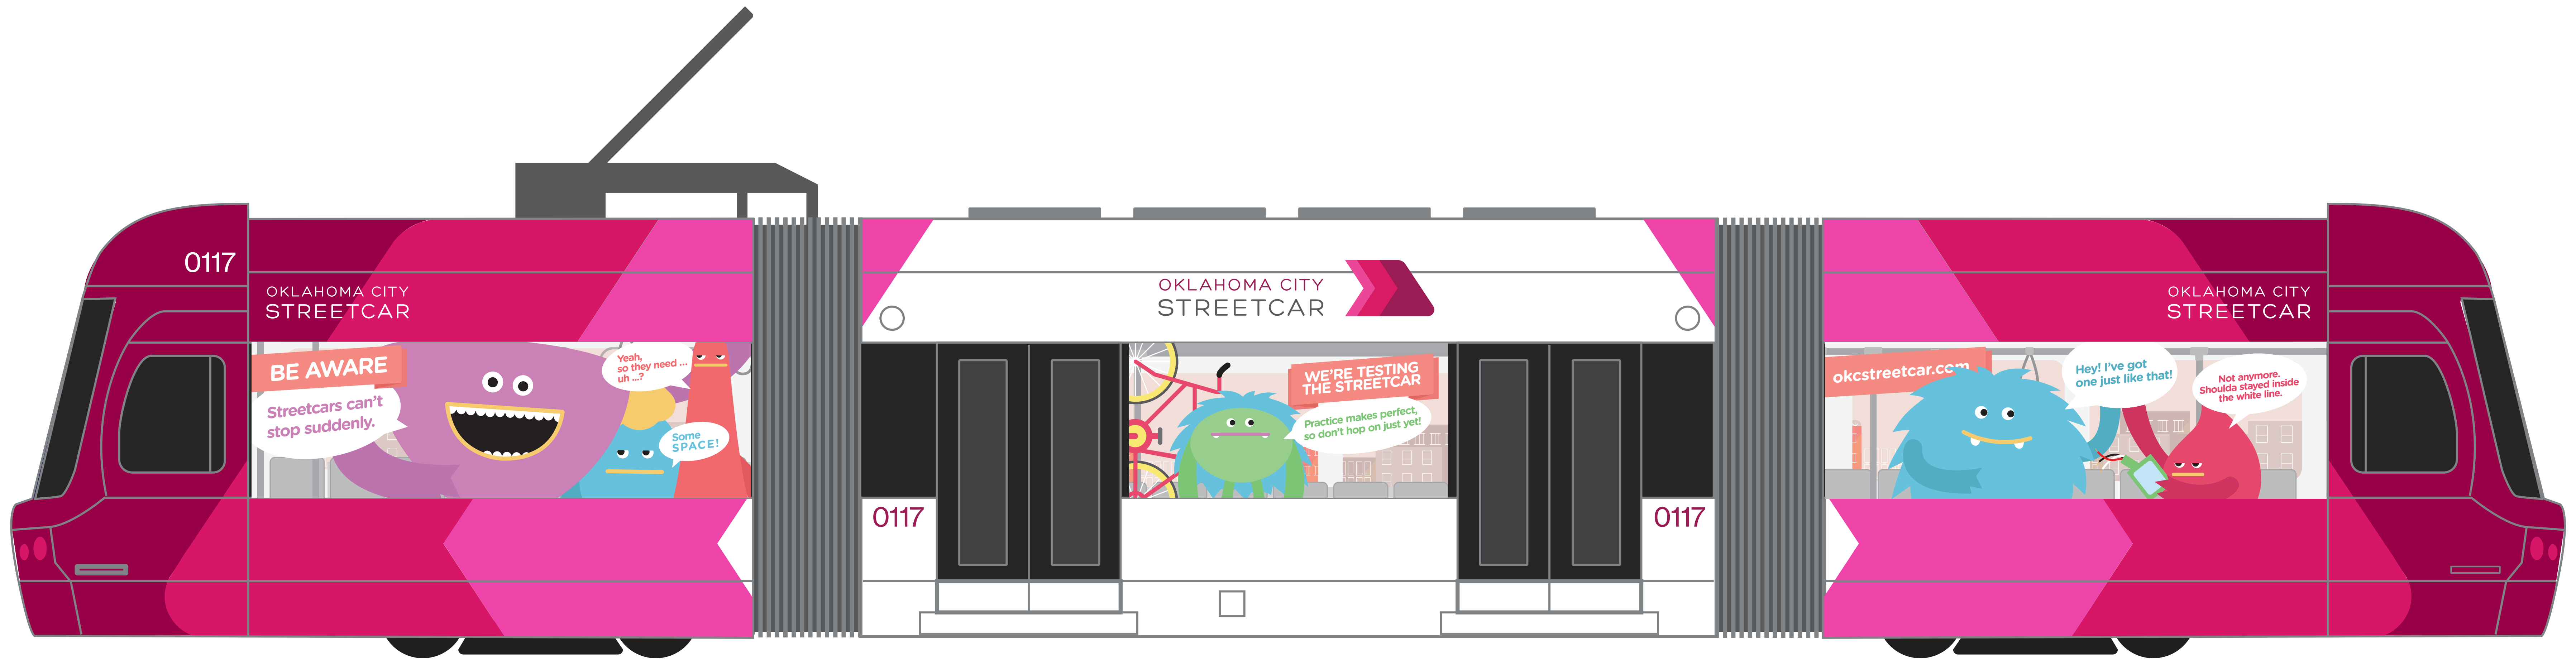 0117
OKLAHOMA CITY
STREETCAR
BE AWARE
Streetcars can't
stop suddenly.
Yeah,
so they need ...
uh ...?
Some
SPACE!
OKLAHOMA CITY
STREETCAR
WE'RE TESTING
THE STREETCAR
Practice makes perfect,
so don't hop on just yet!
0117
0117
OKLAHOMA CITY
STREETCAR
okcstreetcar.com
Hey! I've got
one just like that!
Not anymore.
Shoulda stayed inside
the white line.